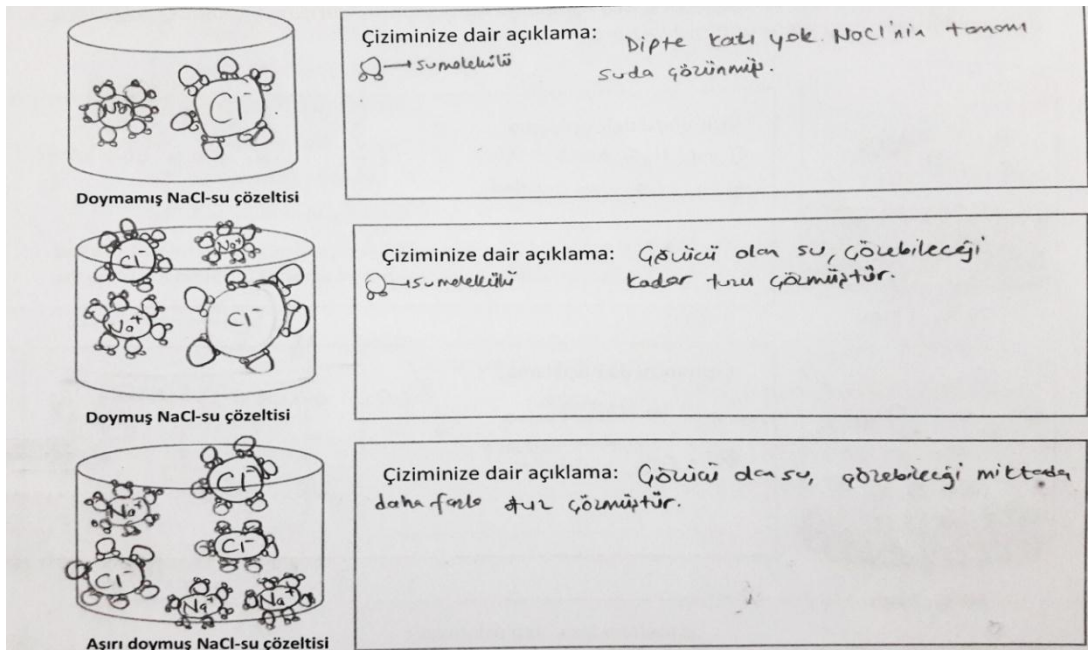 Çiziminize dair açıklama: Dipte katı yok. NaCl'nin tamamı
→ su molekülü suda çözünmüş.
Cl⁻
Doymamış NaCl-su çözeltisi
Cl⁻ Na⁺
Çiziminize dair açıklama: Çözücü olan su, çözebileceği
→ su molekülü kadar tuzu çözmüştür.
Na⁺ Cl⁻
Doymuş NaCl-su çözeltisi
Çiziminize dair açıklama: Çözücü olan su, çözebileceği miktarda
daha fazla tuz çözmüştür.
Cl⁻
Na⁺
Cl⁻
Cl⁻
Na⁺ Na⁺
Aşırı doymuş NaCl-su çözeltisi